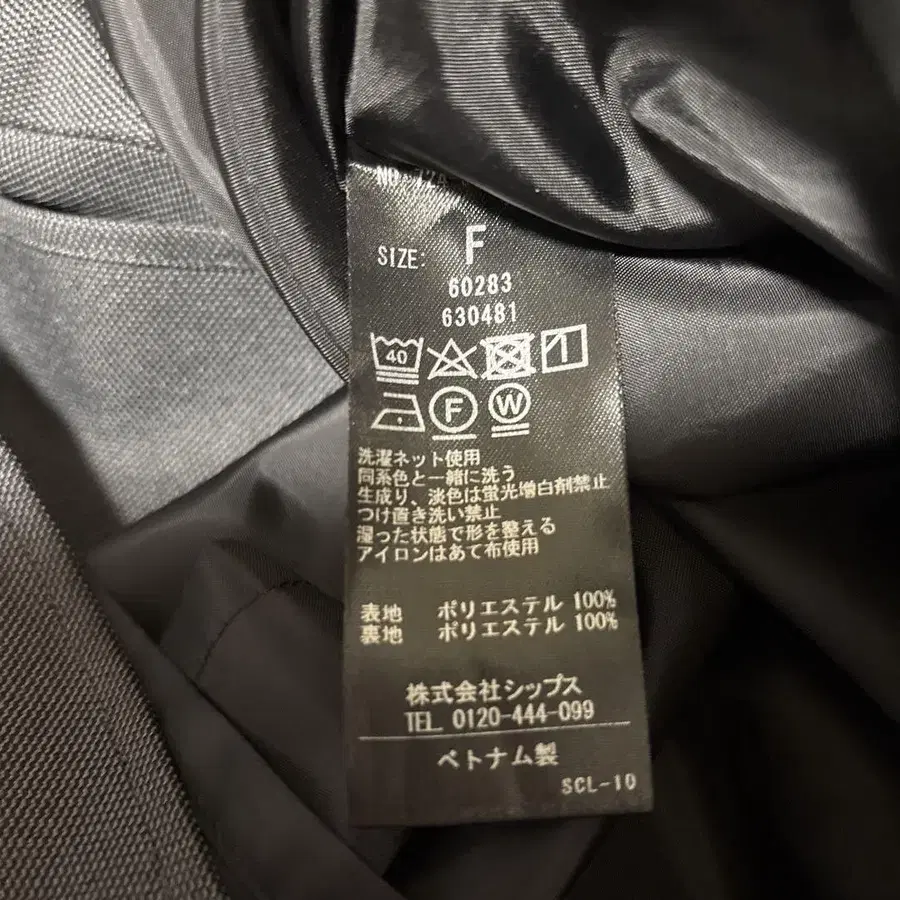 SIZE: F
60283
630481
40
F W
洗濯ネット使用
同系色と一緒に洗う
生成り、淡色は蛍光増白剤禁止
つけ置き洗い禁止
湿った状態で形を整える
アイロンはあて布使用
表地 ポリエステル 100%
裏地 ポリエステル 100%
株式会社シップス
TEL 0120-444-099
ベトナム製
SCL-10